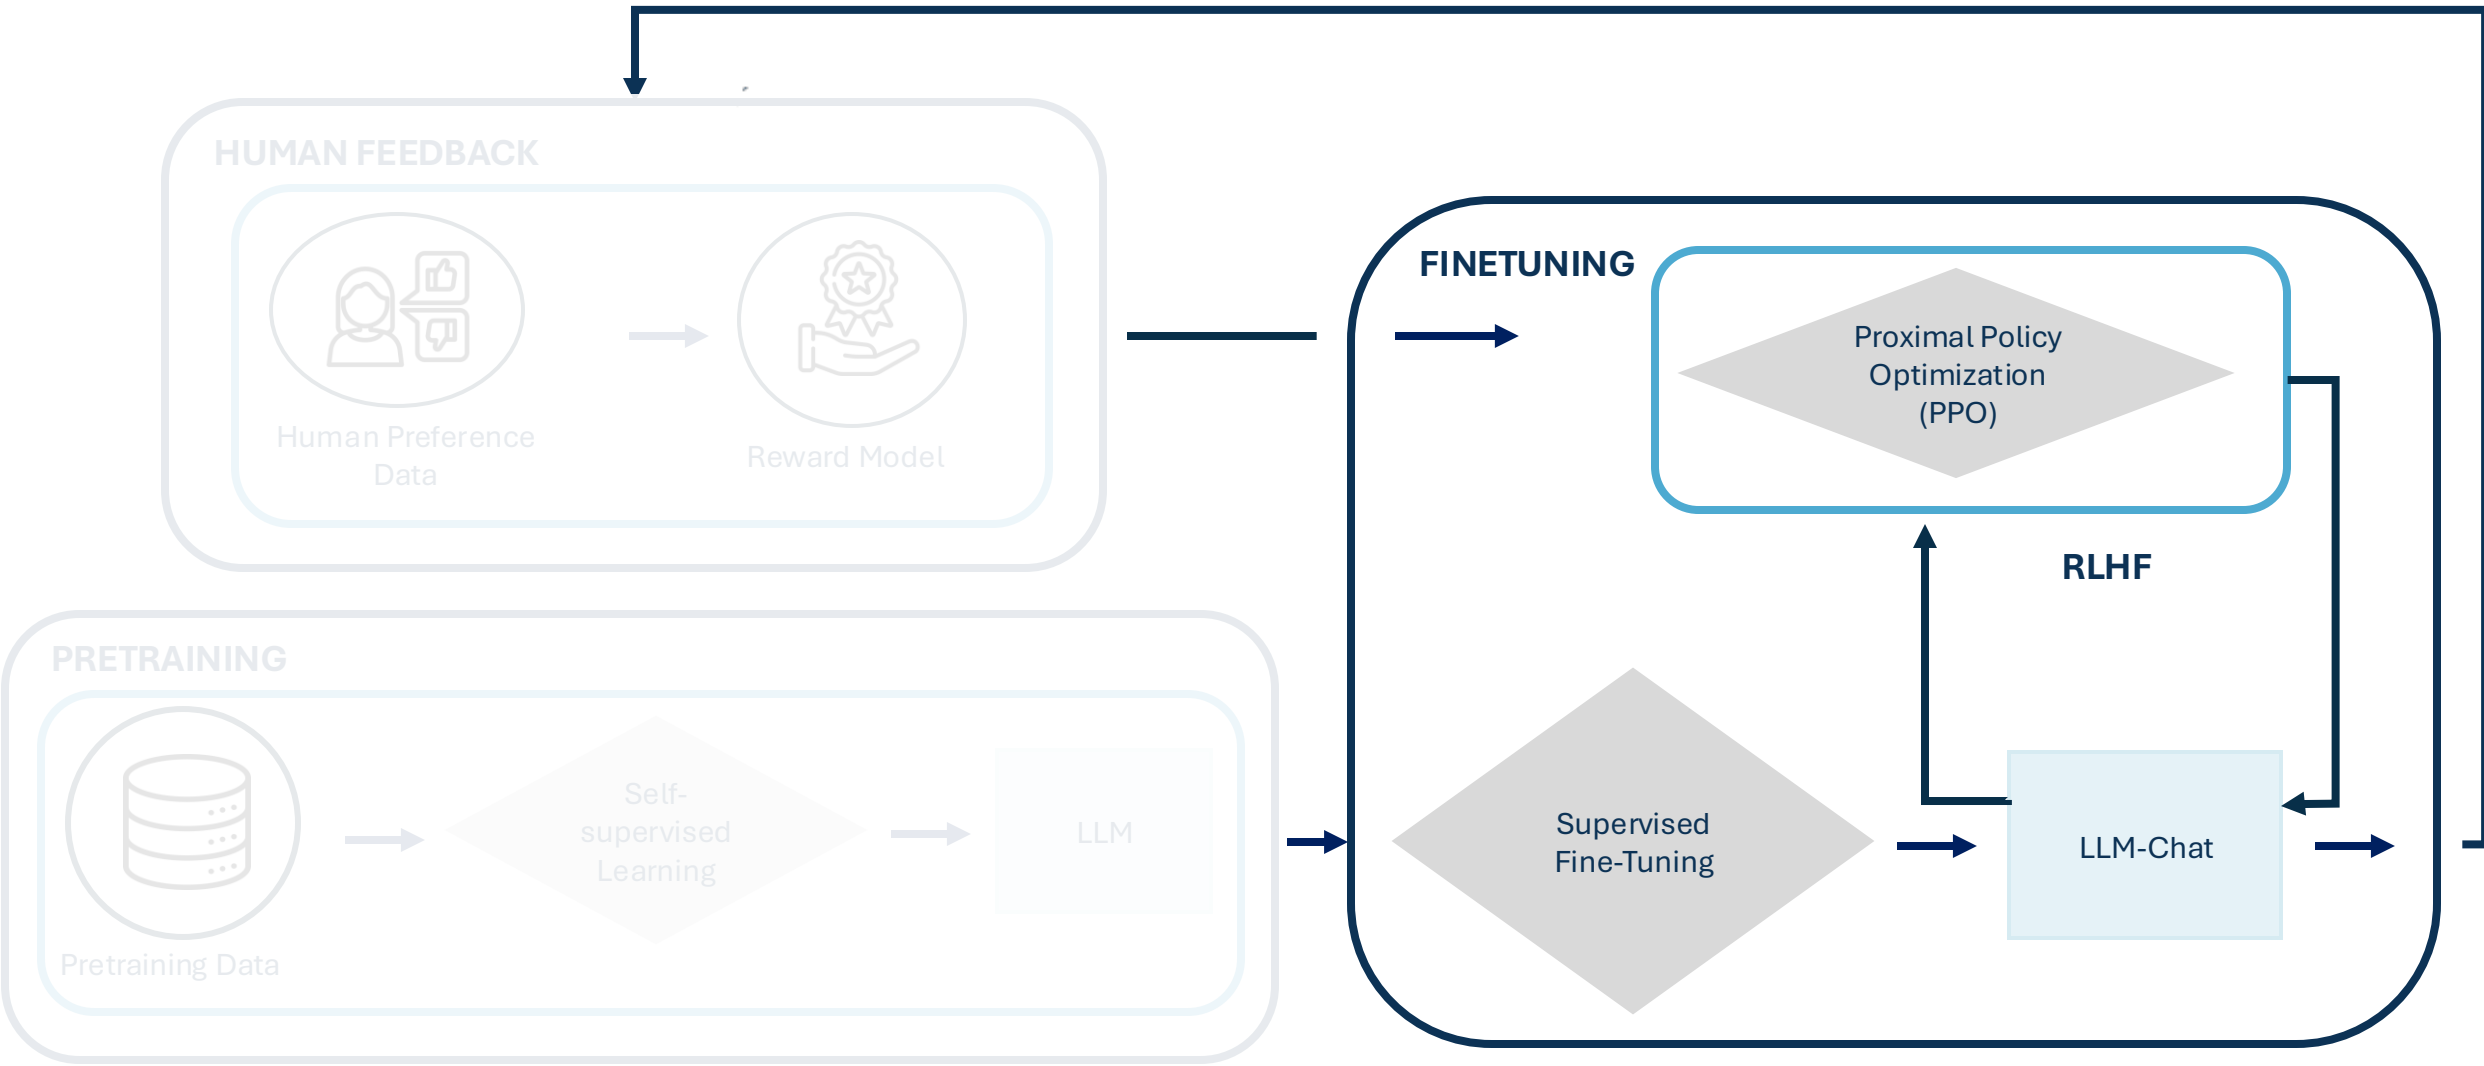 HUMAN FEEDBACK
Human Preference
Data
Reward Model
FINETUNING
Proximal Policy
Optimization
(PPO)
RLHF
PRETRAINING
Pretraining Data
Self-
supervised
Learning
LLM
Supervised
Fine-Tuning
LLM-Chat